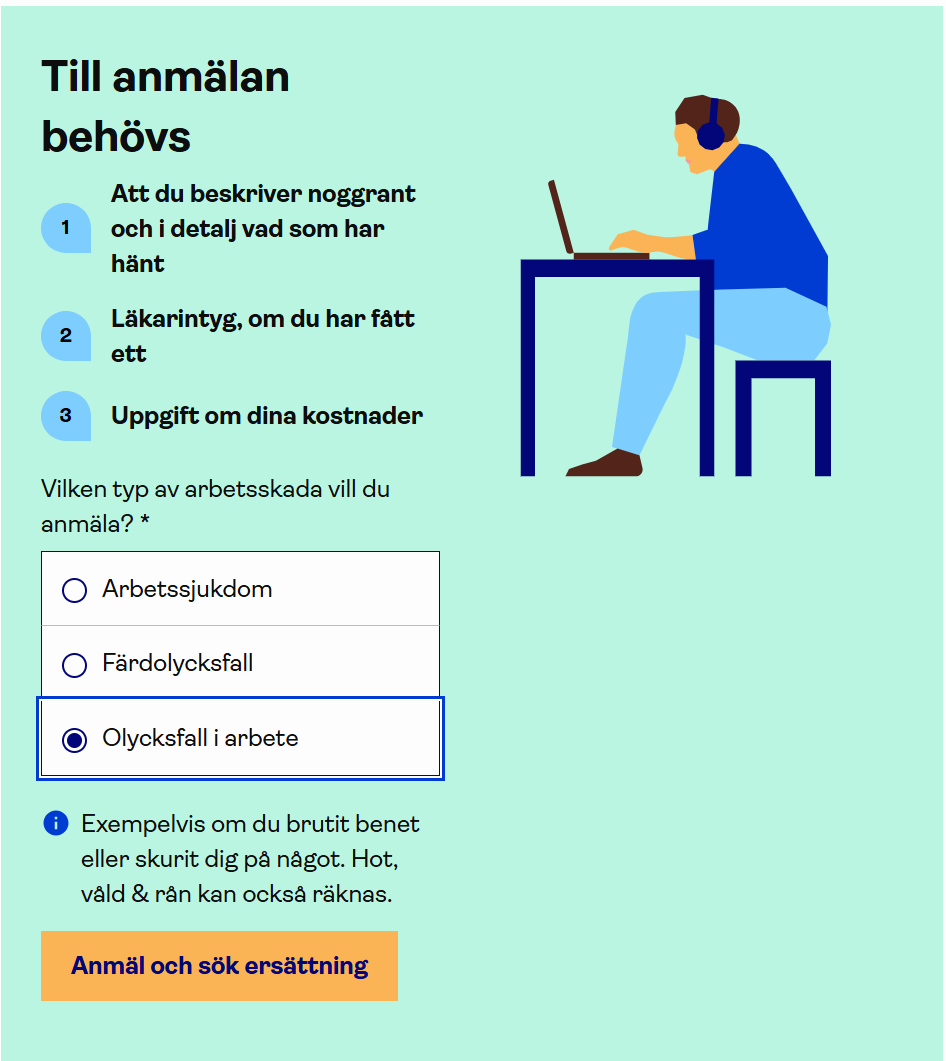 Till anmälan
behövs
1
Att du beskriver noggrant
och i detalj vad som har
hänt
2
Läkarintyg, om du har fått
ett
3
Uppgift om dina kostnader
Vilken typ av arbetsskada vill du
anmäla? *
Arbetssjukdom
Färdolycksfall
Olycksfall i arbete
Exempelvis om du brutit benet
eller skurit dig på något. Hot,
våld & rån kan också räknas.
Anmäl och sök ersättning